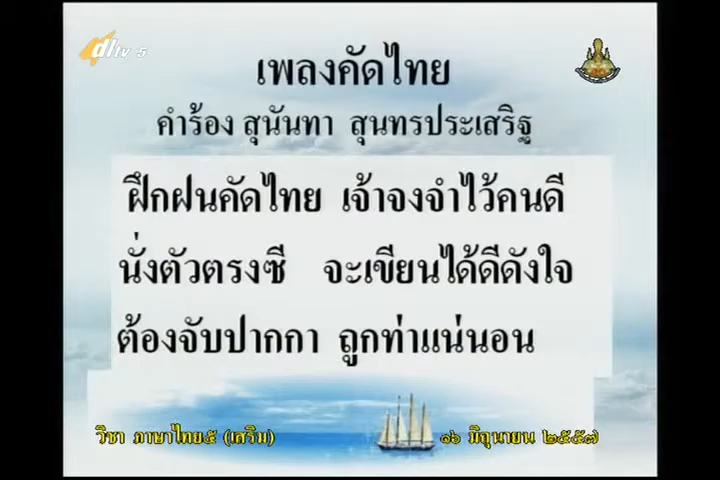 dltv 5
เพลงคัดไทย
คำร้อง สุนันทา สุนทรประเสริฐ
ฝึกฝนคัดไทย เจ้าจงจำไว้คนดี
นั่งตัวตรงซี จะเขียนได้ดีดังใจ
ต้องจับปากกา ถูกท่าแน่นอน
วิชา ภาษาไทย๕ (เสริม)
๑๖ มิถุนายน ๒๕๕๗